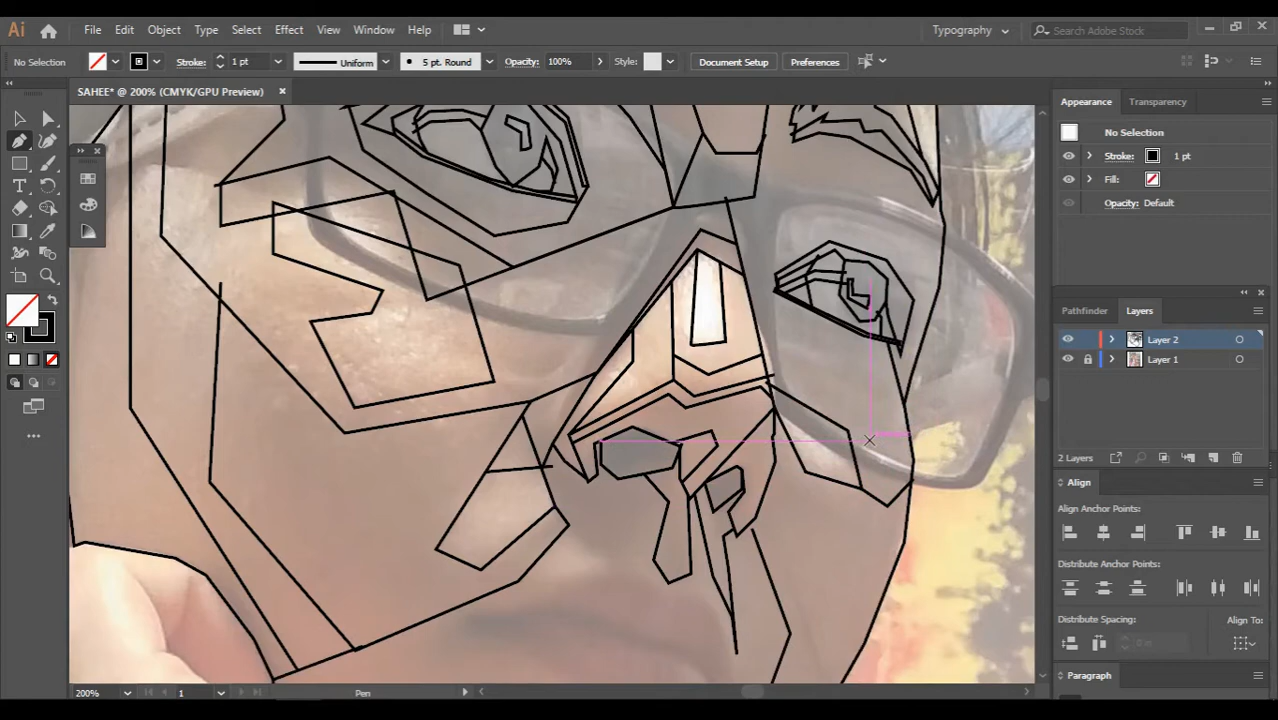 Ai File Edit Type Select Effect View Window Help Typography Search Adobe Stock
No Selection Stroke: 1 pt Uniform 5 pt. Round Opacity: 100% Style: Document Setup Preferences
SAHEE* @ 200% (CMYK/GPU Preview)
Appearance Transparency
No Selection
Stroke: 1 pt
Fill:
Opacity: Default
Pathfinder Layers
Layer 2
Layer 1
2 Layers
Align
Align Anchor Points:
Distribute Anchor Points:
Distribute Spacing: Align To:
Paragraph
200% 1 Pen